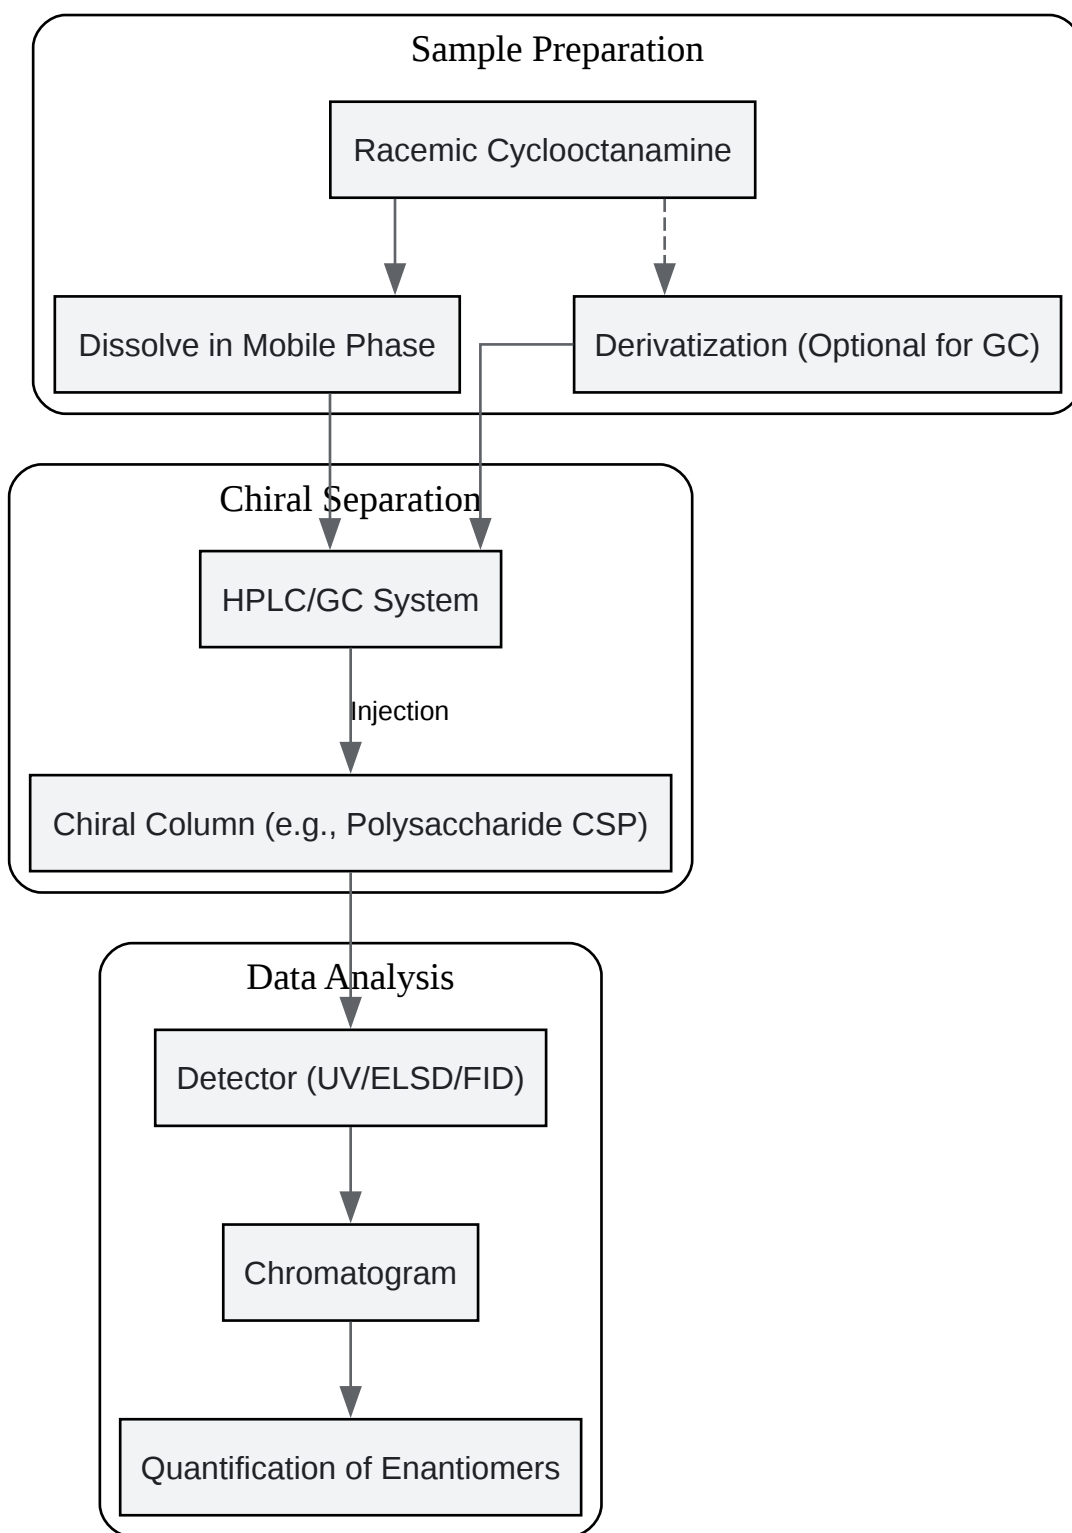 Sample Preparation
Racemic Cyclooctanamine
Dissolve in Mobile Phase
Derivatization (Optional for GC)
Chiral Separation
HPLC/GC System
Injection
Chiral Column (e.g., Polysaccharide CSP)
Data Analysis
Detector (UV/ELSD/FID)
Chromatogram
Quantification of Enantiomers